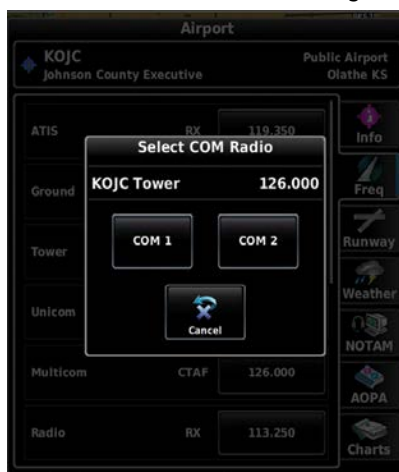 Airport
KOJC Public Airport
Johnson County Executive Olathe KS
ATIS RX 119.350
Info
Select COM Radio
KOJC Tower 126.000
Ground
Freq
COM 1 COM 2
Tower
Runway
Weather
Unicom
Cancel
NOTAM
Multicom CTAF 126.000
AOPA
Radio RX 113.250
Charts